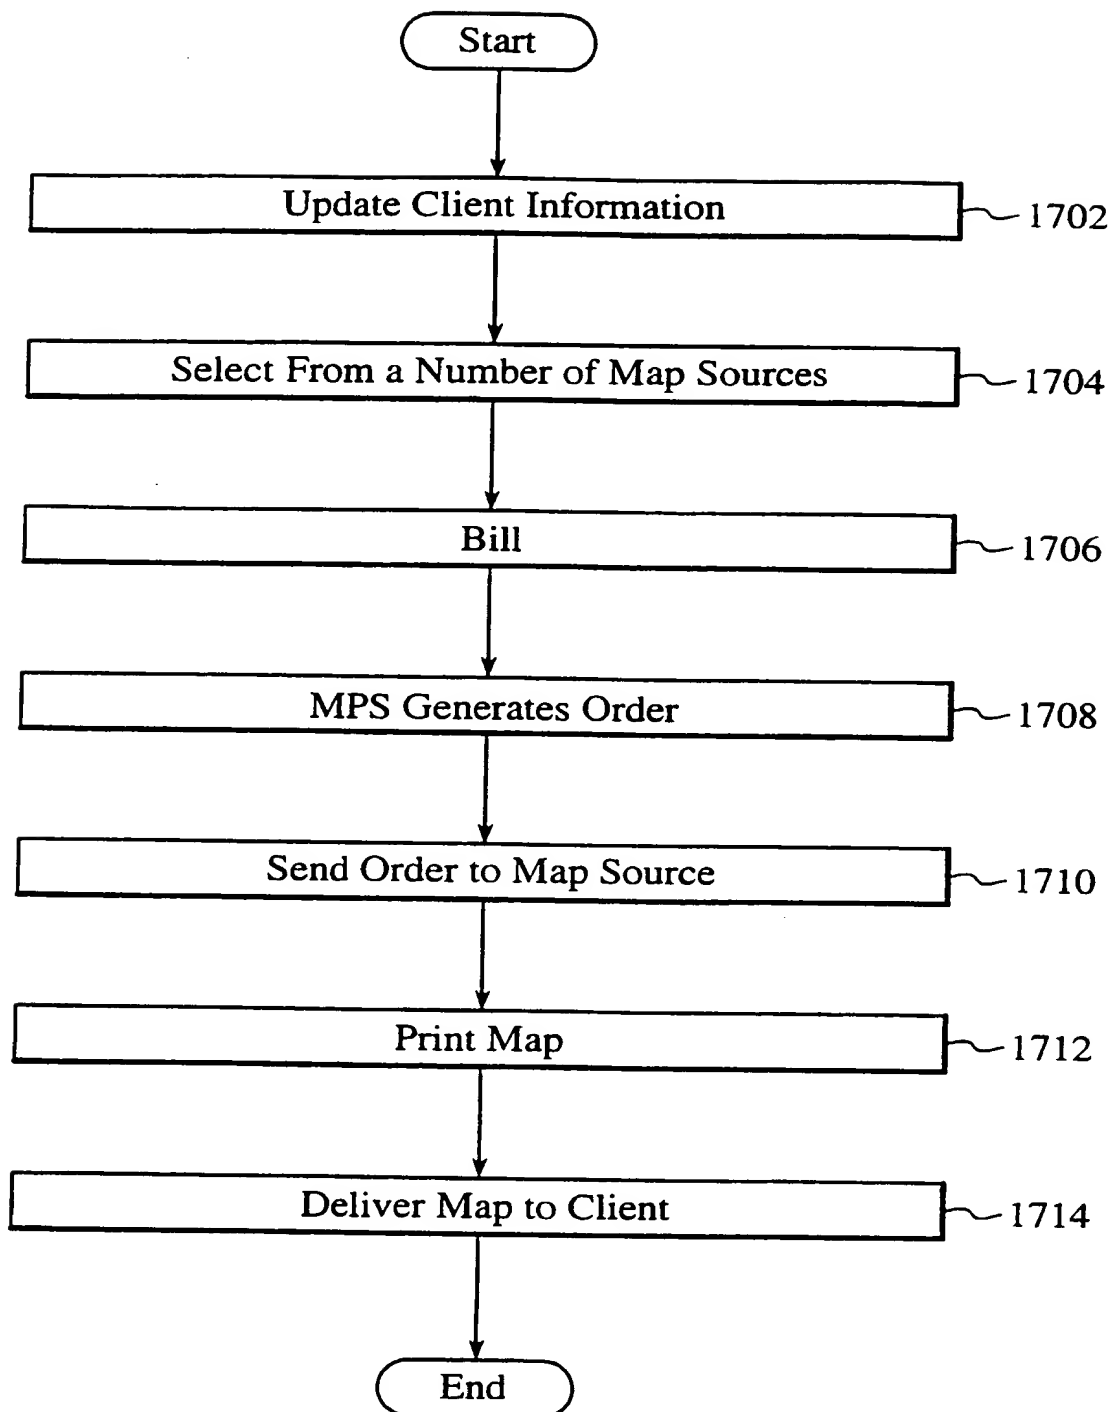 Start
Update Client Information
1702
Select From a Number of Map Sources
1704
Bill
1706
MPS Generates Order
1708
Send Order to Map Source
1710
Print Map
1712
Deliver Map to Client
1714
End